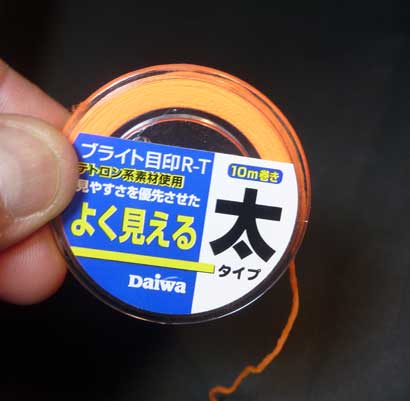 ブライト目印R-T
テトロン系素材使用
見やすさを優先させた
よく見える
Daiwa
10m巻き
太
タイプ